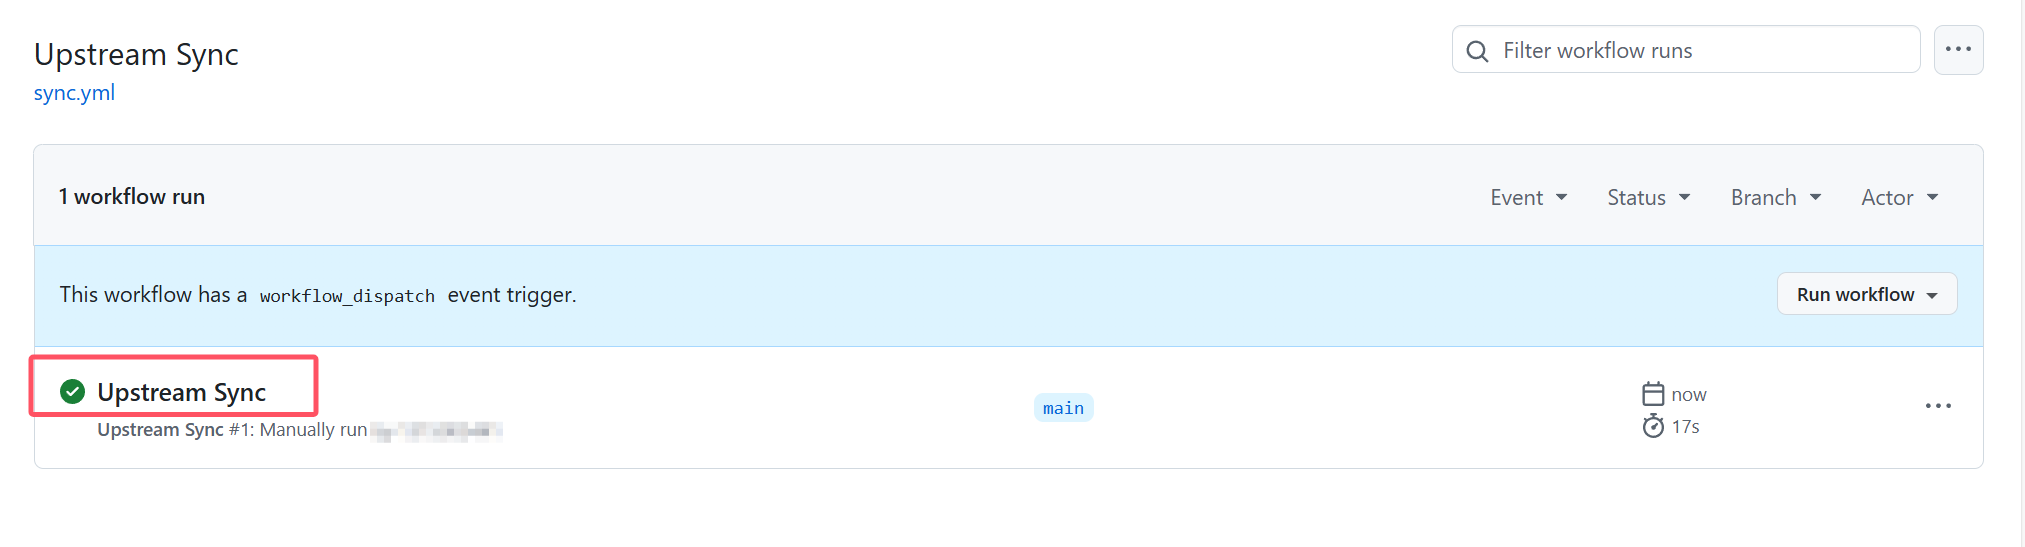 Upstream Sync
sync.yml
Filter workflow runs
1 workflow run
Event
Status
Branch
Actor
This workflow has a workflow_dispatch event trigger.
Run workflow
Upstream Sync
Upstream Sync #1: Manually run
main
now
17s